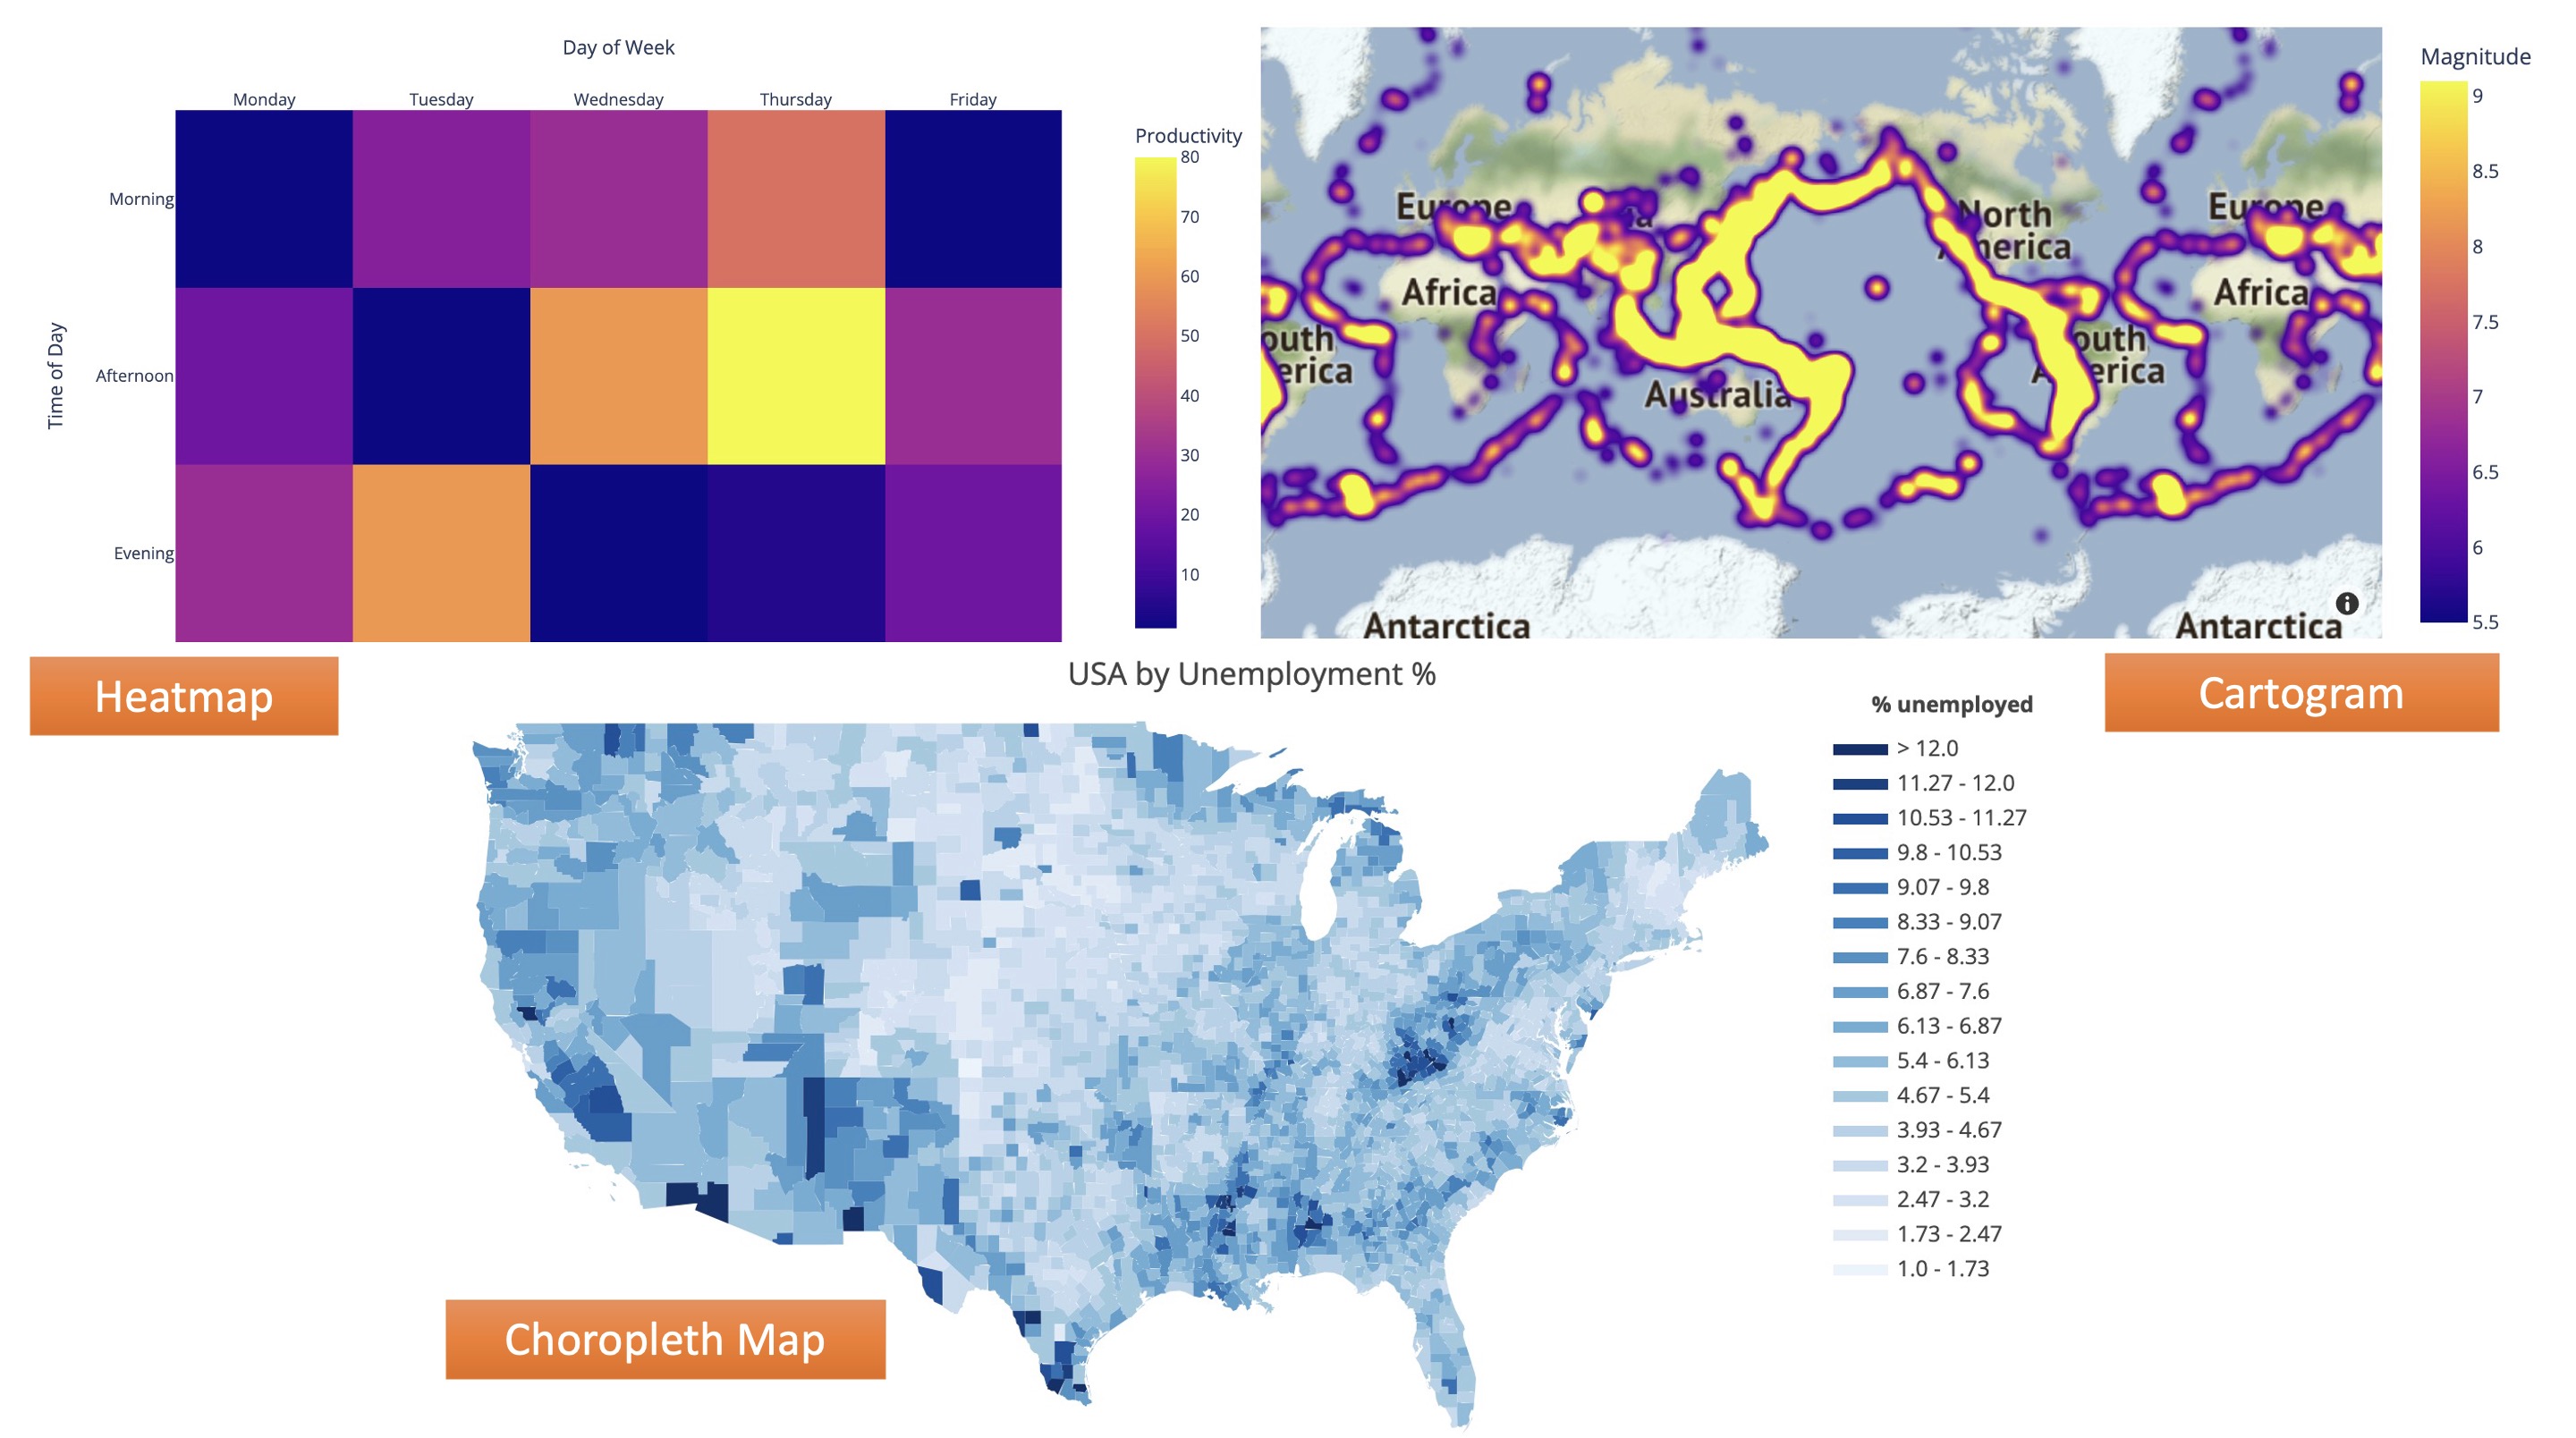 Day of Week
Monday
Tuesday
Wednesday
Thursday
Friday
Time of Day
Morning
Afternoon
Evening
Productivity
80
70
60
50
40
30
20
10
Europe
Africa
outh
erica
Australia
North
merica
outh
A erica
Europe
Africa
Antarctica
Antarctica
Magnitude
9
8.5
8
7.5
7
6.5
6
5.5
Heatmap
Cartogram
USA by Unemployment %
% unemployed
> 12.0
11.27 - 12.0
10.53 - 11.27
9.8 - 10.53
9.07 - 9.8
8.33 - 9.07
7.6 - 8.33
6.87 - 7.6
6.13 - 6.87
5.4 - 6.13
4.67 - 5.4
3.93 - 4.67
3.2 - 3.93
2.47 - 3.2
1.73 - 2.47
1.0 - 1.73
Choropleth Map